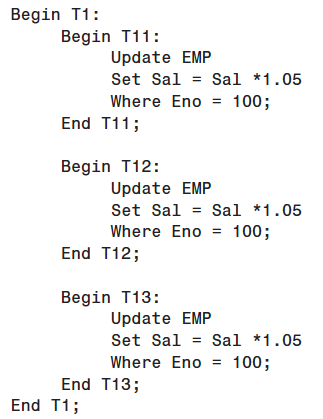 Begin T1:
Begin T11:
Update EMP
Set Sal = Sal *1.05
Where Eno = 100;
End T11;
Begin T12:
Update EMP
Set Sal = Sal *1.05
Where Eno = 100;
End T12;
Begin T13:
Update EMP
Set Sal = Sal *1.05
Where Eno = 100;
End T13;
End T1;